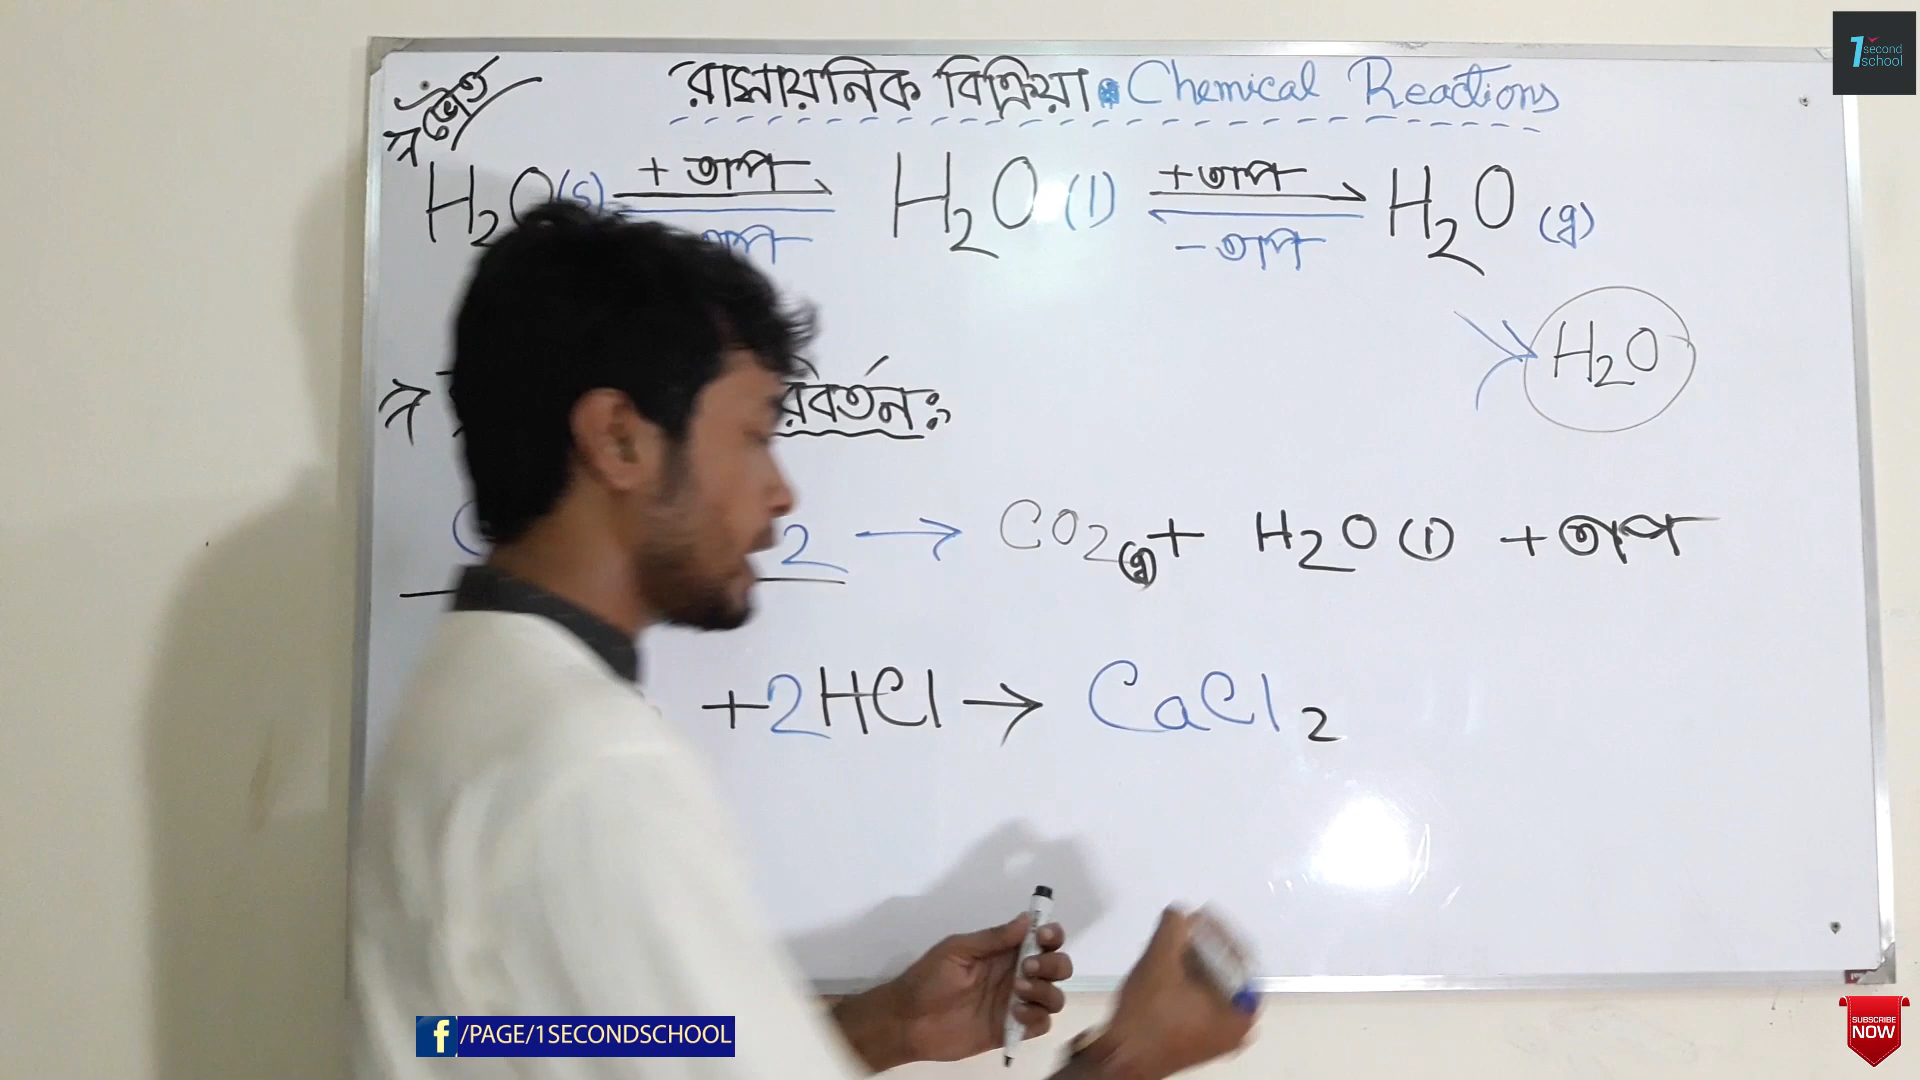 রাসায়নিক বিক্রিয়া Chemical Reactions
ভৌত
H2O(s) + তাপ H2O (l) +তাপ H2O (g)
তাপ - তাপ
H2O
রিবর্তনঃ
2 → CO2(g) + H2O (l) + তাপ
+2HCl → CaCl2
1 second school
f /PAGE/1SECONDSCHOOL
SUBSCRIBE NOW